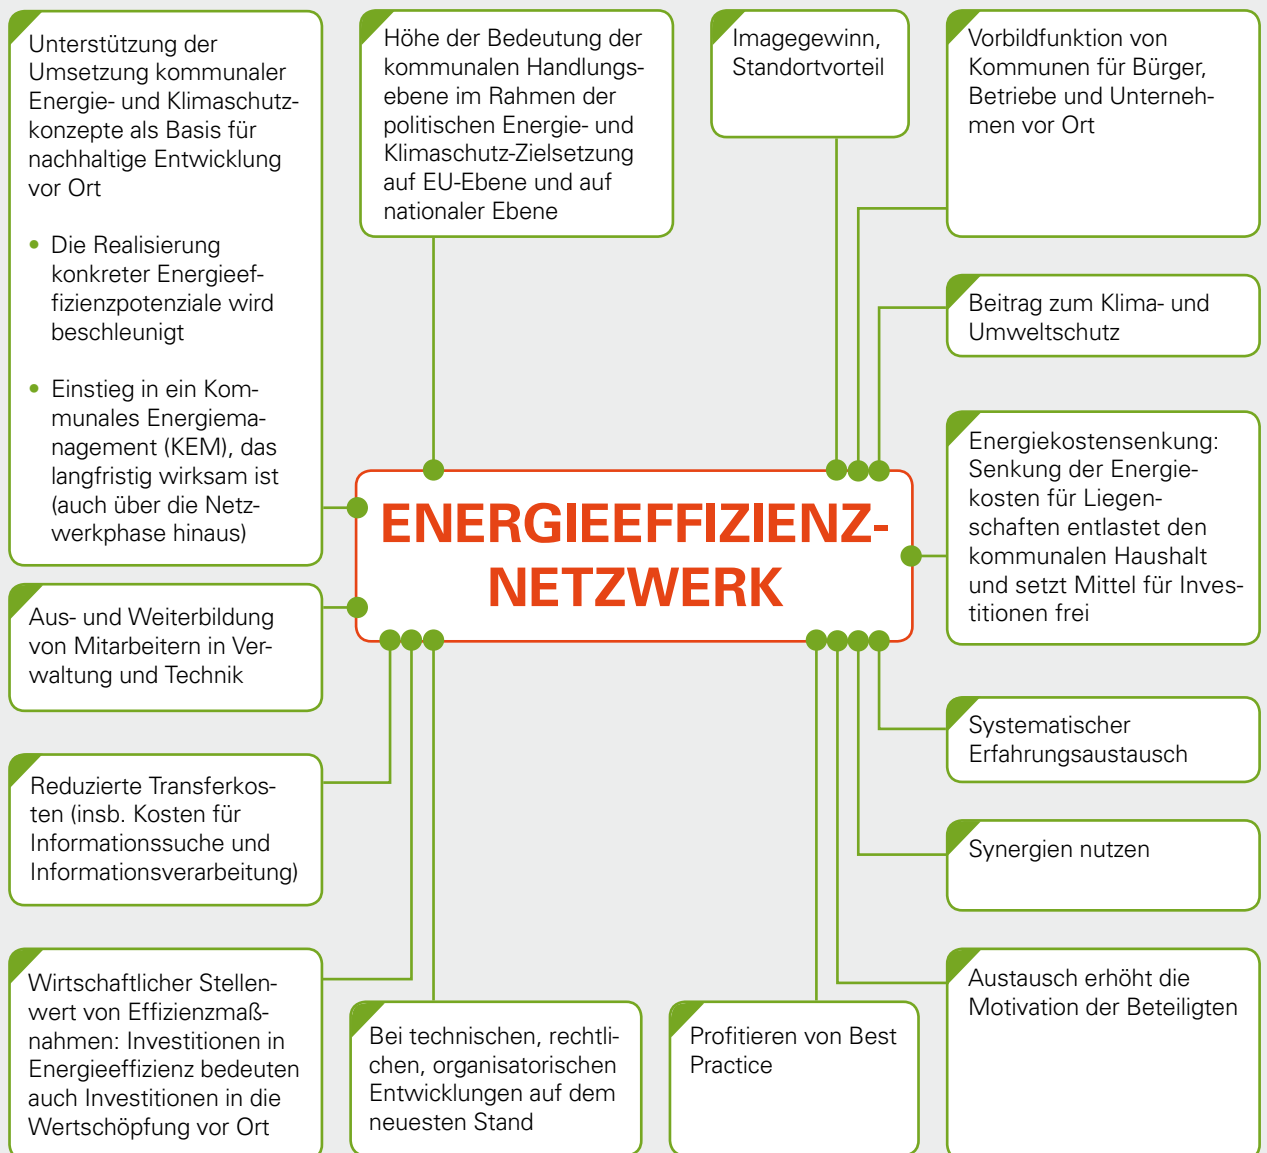 Unterstützung der
Umsetzung kommunaler
Energie- und Klimaschutz-
konzepte als Basis für
nachhaltige Entwicklung
vor Ort
• Die Realisierung
konkreter Energieef-
fizienzpotenziale wird
beschleunigt
• Einstieg in ein Kom-
munales Energiema-
nagement (KEM), das
langfristig wirksam ist
(auch über die Netz-
werkphase hinaus)
Höhe der Bedeutung der
kommunalen Handlungs-
ebene im Rahmen der
politischen Energie- und
Klimaschutz-Zielsetzung
auf EU-Ebene und auf
nationaler Ebene
Imagegewinn,
Standortvorteil
Vorbildfunktion von
Kommunen für Bürger,
Betriebe und Unterneh-
men vor Ort
Beitrag zum Klima- und
Umweltschutz
Energiekostensenkung:
Senkung der Energie-
kosten für Liegen-
schaften entlastet den
kommunalen Haushalt
und setzt Mittel für Inves-
titionen frei
ENERGIEEFFIZIENZ-
NETZWERK
Aus- und Weiterbildung
von Mitarbeitern in Ver-
waltung und Technik
Reduzierte Transferkos-
ten (insb. Kosten für
Informationssuche und
Informationsverarbeitung)
Wirtschaftlicher Stellen-
wert von Effizienzmaß-
nahmen: Investitionen in
Energieeffizienz bedeuten
auch Investitionen in die
Wertschöpfung vor Ort
Bei technischen, rechtli-
chen, organisatorischen
Entwicklungen auf dem
neuesten Stand
Profitieren von Best
Practice
Systematischer
Erfahrungsaustausch
Synergien nutzen
Austausch erhöht die
Motivation der Beteiligten